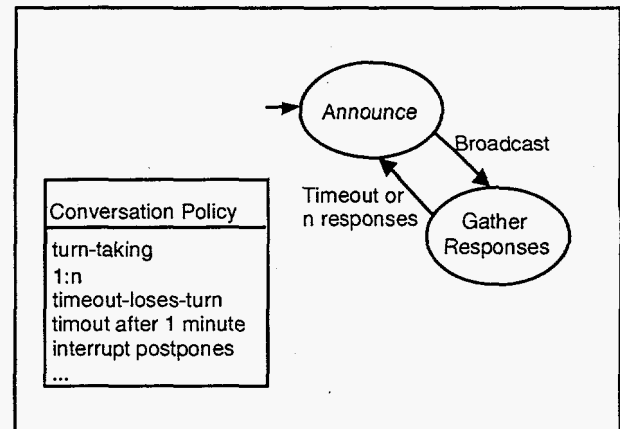 Announce
Broadcast
Timeout or
n responses
Gather
Responses
Conversation Policy
turn-taking
1:n
timeout-loses-turn
timout after 1 minute
interrupt postpones
...